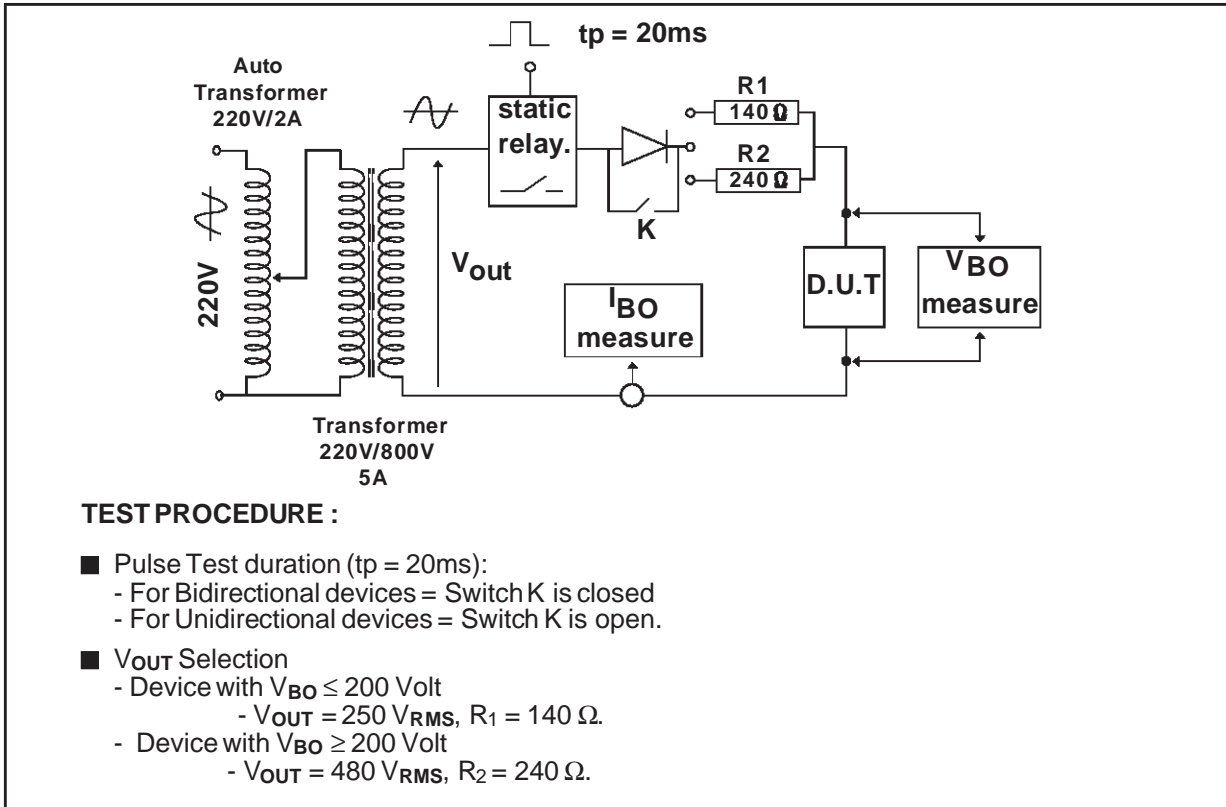 tp = 20ms
Auto
Transformer
220V/2A
static
relay.
R1
140 Ω
R2
240 Ω
K
220V
Vout
IBO
measure
D.U.T
VBO
measure
Transformer
220V/800V
5A
TEST PROCEDURE :
■ Pulse Test duration (tp = 20ms):
- For Bidirectional devices = Switch K is closed
- For Unidirectional devices = Switch K is open.
■ VOUT Selection
- Device with VBO ≤ 200 Volt
- VOUT = 250 VRMS, R1 = 140 Ω.
- Device with VBO ≥ 200 Volt
- VOUT = 480 VRMS, R2 = 240 Ω.